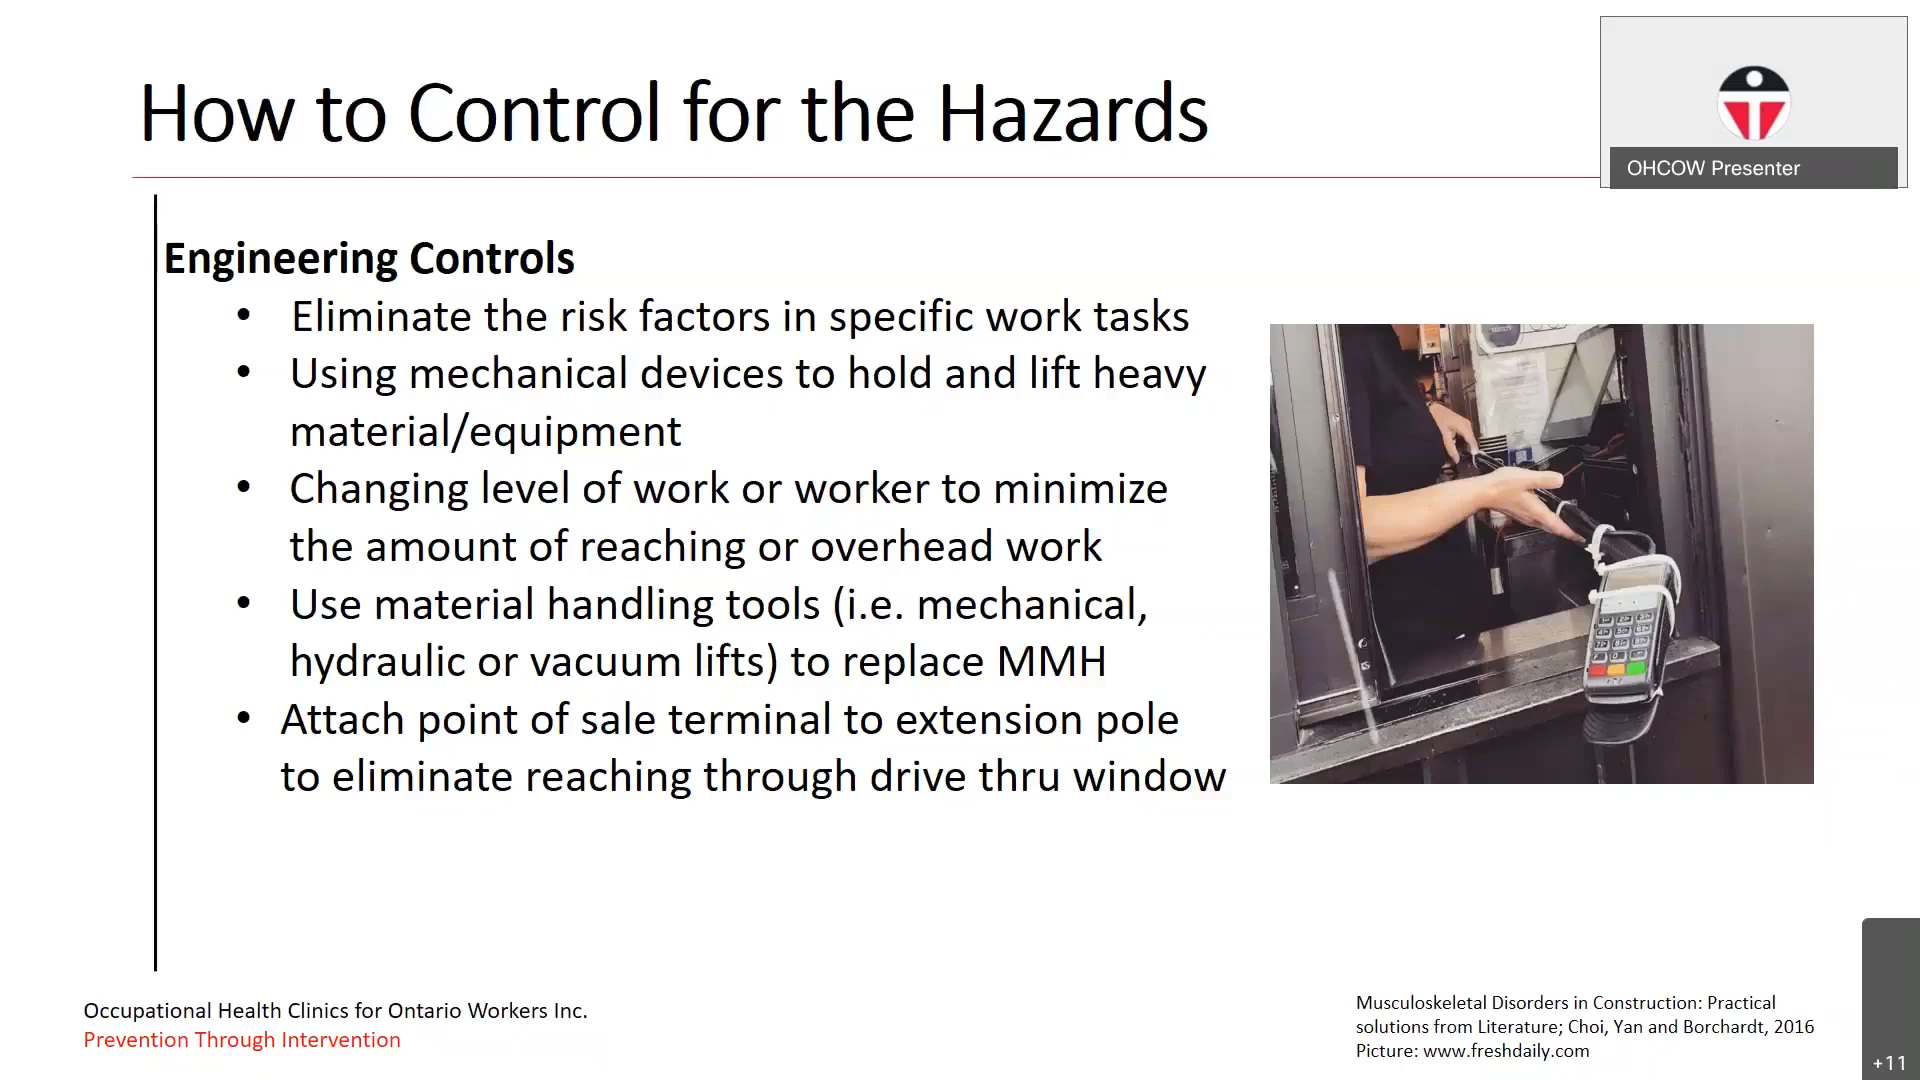 How to Control for the Hazards
OHCOW Presenter
Engineering Controls
• Eliminate the risk factors in specific work tasks
• Using mechanical devices to hold and lift heavy
material/equipment
• Changing level of work or worker to minimize
the amount of reaching or overhead work
• Use material handling tools (i.e. mechanical,
hydraulic or vacuum lifts) to replace MMH
• Attach point of sale terminal to extension pole
to eliminate reaching through drive thru window
Occupational Health Clinics for Ontario Workers Inc.
Prevention Through Intervention
Musculoskeletal Disorders in Construction: Practical
solutions from Literature; Choi, Yan and Borchardt, 2016
Picture: www.freshdaily.com
+11